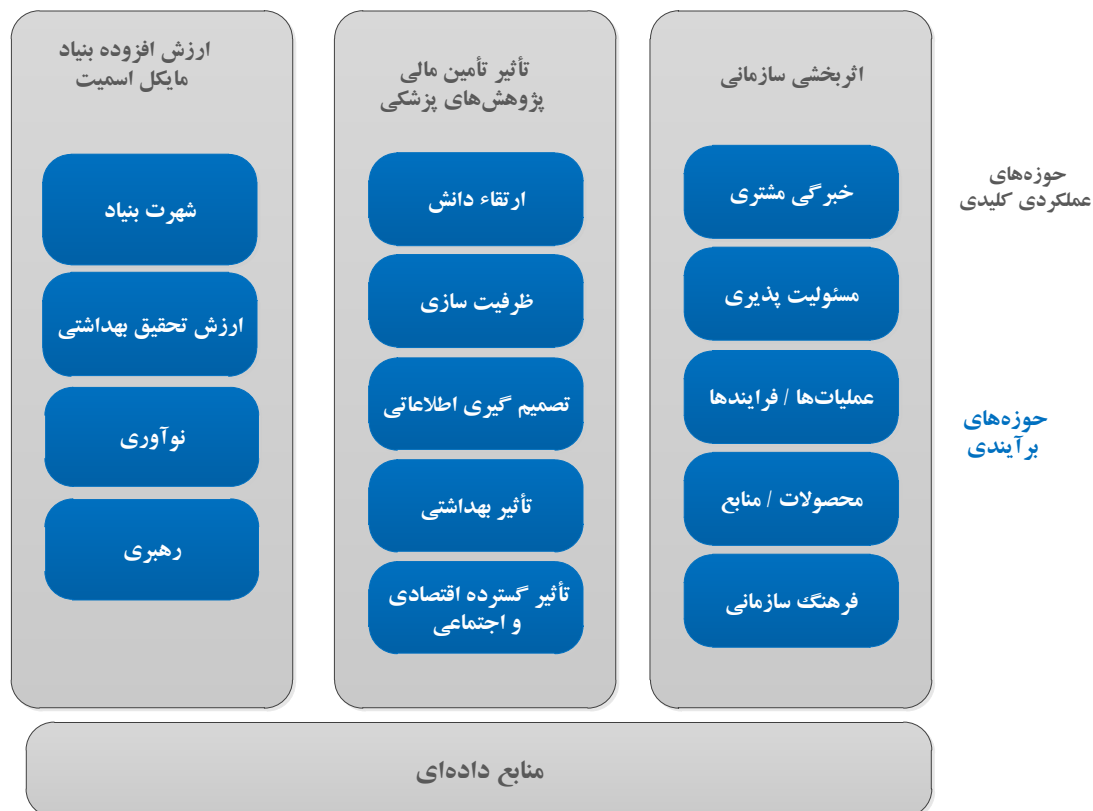 حوزه‌های
عملکردی کلیدی
حوزه‌های
برآیندی
اثربخشی سازمانی
خبرگی مشتری
مسئولیت پذیری
عملیات‌ها / فرایندها
محصولات / منابع
فرهنگ سازمانی
تأثیر تأمین مالی
پژوهش‌های پزشکی
ارتقاء دانش
ظرفیت سازی
تصمیم گیری اطلاعاتی
تأثیر بهداشتی
تأثیر گسترده اقتصادی
و اجتماعی
ارزش افزوده بنیاد
مایکل اسمیت
شهرت بنیاد
ارزش تحقیق بهداشتی
نوآوری
رهبری
منابع داده‌ای